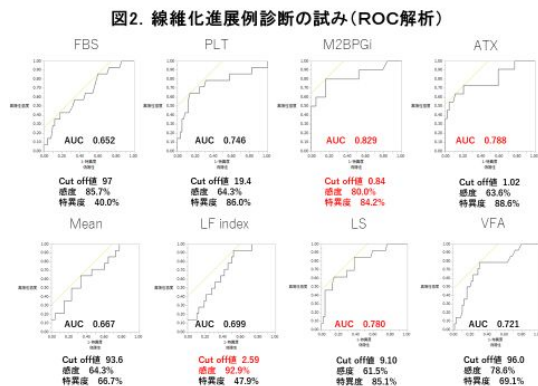 図2. 線維化進展例診断の試み(ROC解析)
FBS
PLT
M2BPGi
ATX
AUC 0.652
AUC 0.746
AUC 0.829
AUC 0.788
Cut off値 97
感度 85.7%
特異度 40.0%
Cut off値 19.4
感度 64.3%
特異度 86.0%
Cut off値 0.84
感度 80.0%
特異度 84.2%
Cut off値 1.02
感度 63.6%
特異度 88.6%
Mean
LF index
LS
VFA
AUC 0.667
AUC 0.699
AUC 0.780
AUC 0.721
Cut off値 93.6
感度 64.3%
特異度 66.7%
Cut off値 2.59
感度 92.9%
特異度 47.9%
Cut off値 9.10
感度 61.5%
特異度 85.1%
Cut off値 96.0
感度 78.6%
特異度 69.1%